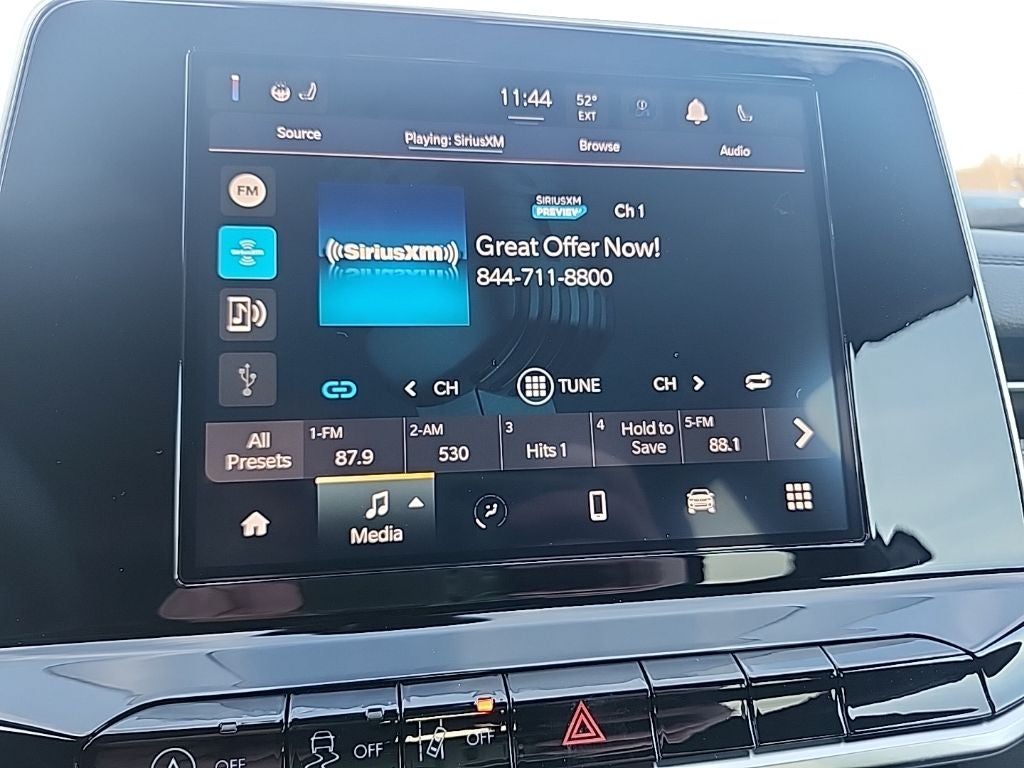 11:44
52°
EXT
Source
Playing: SiriusXM
Browse
Audio
FM
SIRIUSXM
PREVIEW
Ch 1
((SiriusXM))
Great Offer Now!
844-711-8800
CH
TUNE
CH
All
Presets
1-FM
87.9
2-AM
530
3
Hits 1
4
Hold to
Save
5-FM
88.1
Media
OFF
OFF
OFF